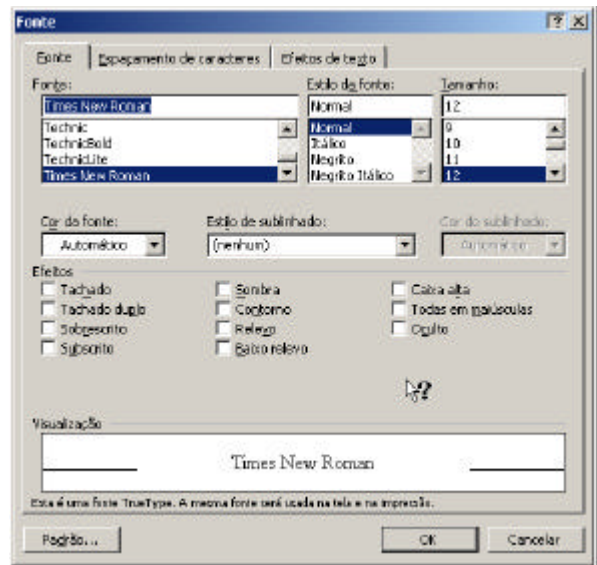 Fonte
Fonte Espaçamento de caracteres Efeitos de texto
Fonte: Estilo da fonte: Tamanho:
Times New Roman Normal 12
Technic Normal 9
TechnicBold Itálico 10
TechnicLite Negrito 11
Times New Roman Negrito Itálico 12
Cor da fonte: Estilo de sublinhado: Cor do sublinhado:
Automático (nenhum) Automático
Efeitos
Tachado Sombra Caixa alta
Tachado duplo Contorno Todas em maiúsculas
Sobrescrito Relevo Oculto
Subscrito Baixo relevo
Visualização
Times New Roman
Esta é uma fonte TrueType. A mesma fonte será usada na tela e na impressão.
Padrão... OK Cancelar